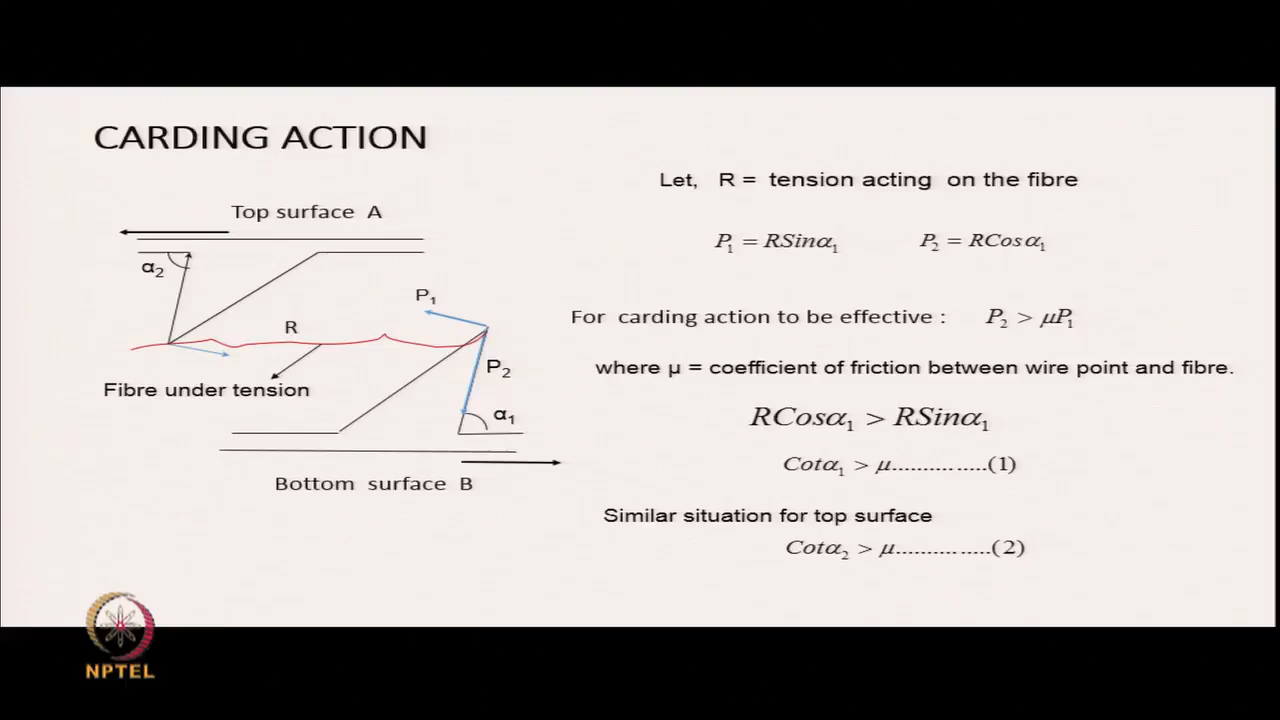 CARDING ACTION
Top surface A
α₂
R
P₁
P₂
α₁
Fibre under tension
Bottom surface B
Let, R = tension acting on the fibre
P₁ = RSinα₁ P₂ = RCosα₁
For carding action to be effective : P₂ > μP₁
where μ = coefficient of friction between wire point and fibre.
RCosα₁ > RSinα₁
Cotα₁ > μ...............(1)
Similar situation for top surface
Cotα₂ > μ...............(2)
NPTEL